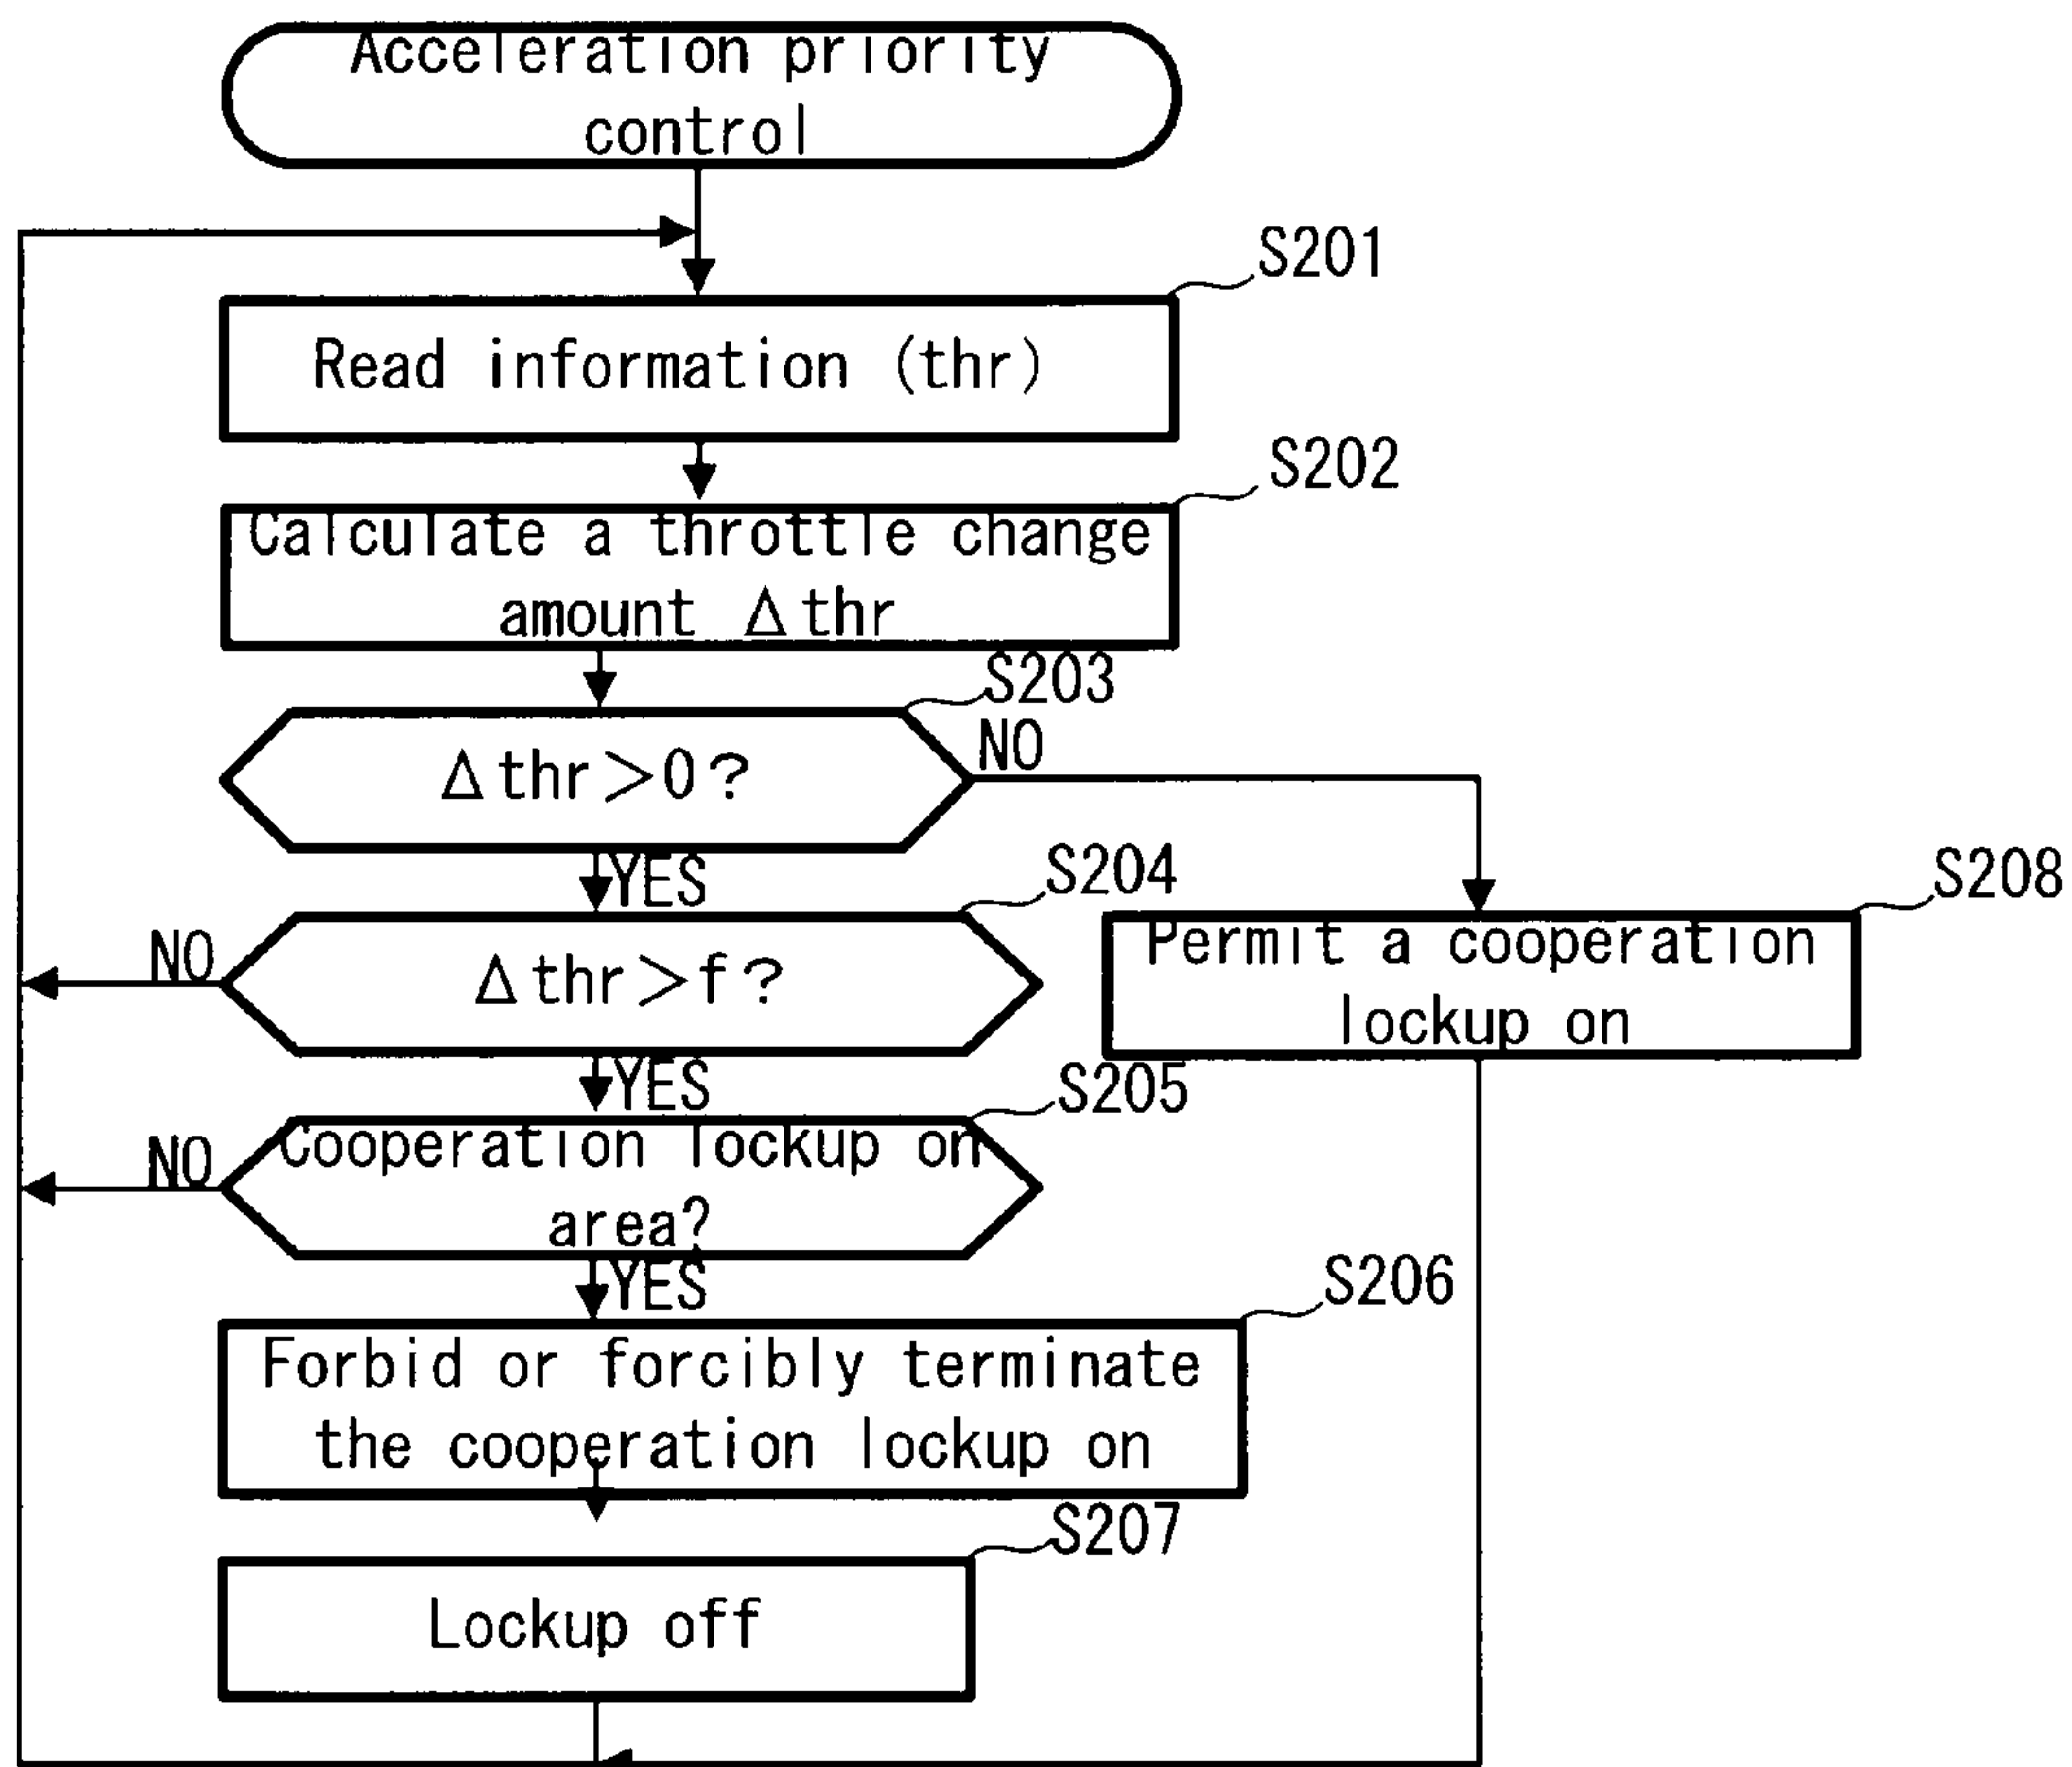 Acceleration priority
control
S201
Read information (thr)
S202
Calculate a throttle change
amount Δthr
S203
Δthr>0?
NO
YES
S204
S208
NO
Δthr>f?
Permit a cooperation
lockup on
YES
S205
NO
Cooperation lockup on
area?
YES
S206
Forbid or forcibly terminate
the cooperation lockup on
S207
Lockup off